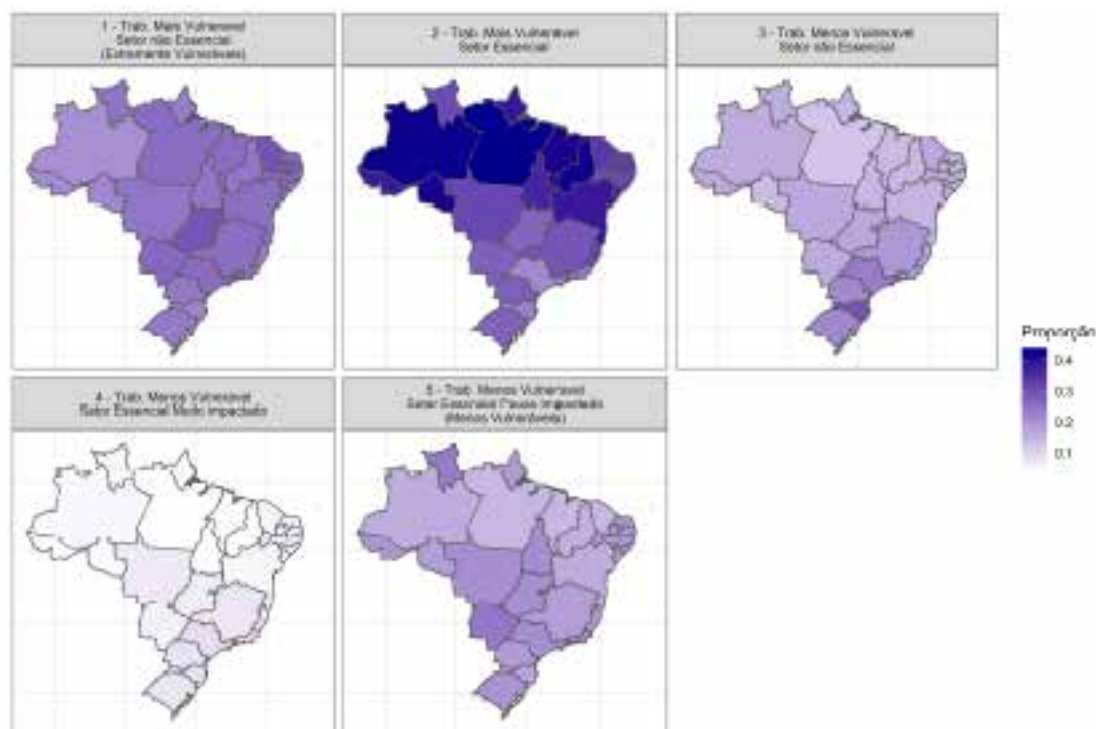 1 - Trab. Mais Vulnerável
Setor não Essencial
(Extremente Vulneráveis)
2 - Trab. Mais Vulnerável
Setor Essencial
3 - Trab. Menos Vulnerável
Setor não Essencial
4 - Trab. Menos Vulnerável
Setor Essencial Muito Impactado
5 - Trab. Menos Vulneravel
Setor Essencial Pouco Impactado
(Menos Vulneráveis)
Proporção
0.4
0.3
0.2
0.1